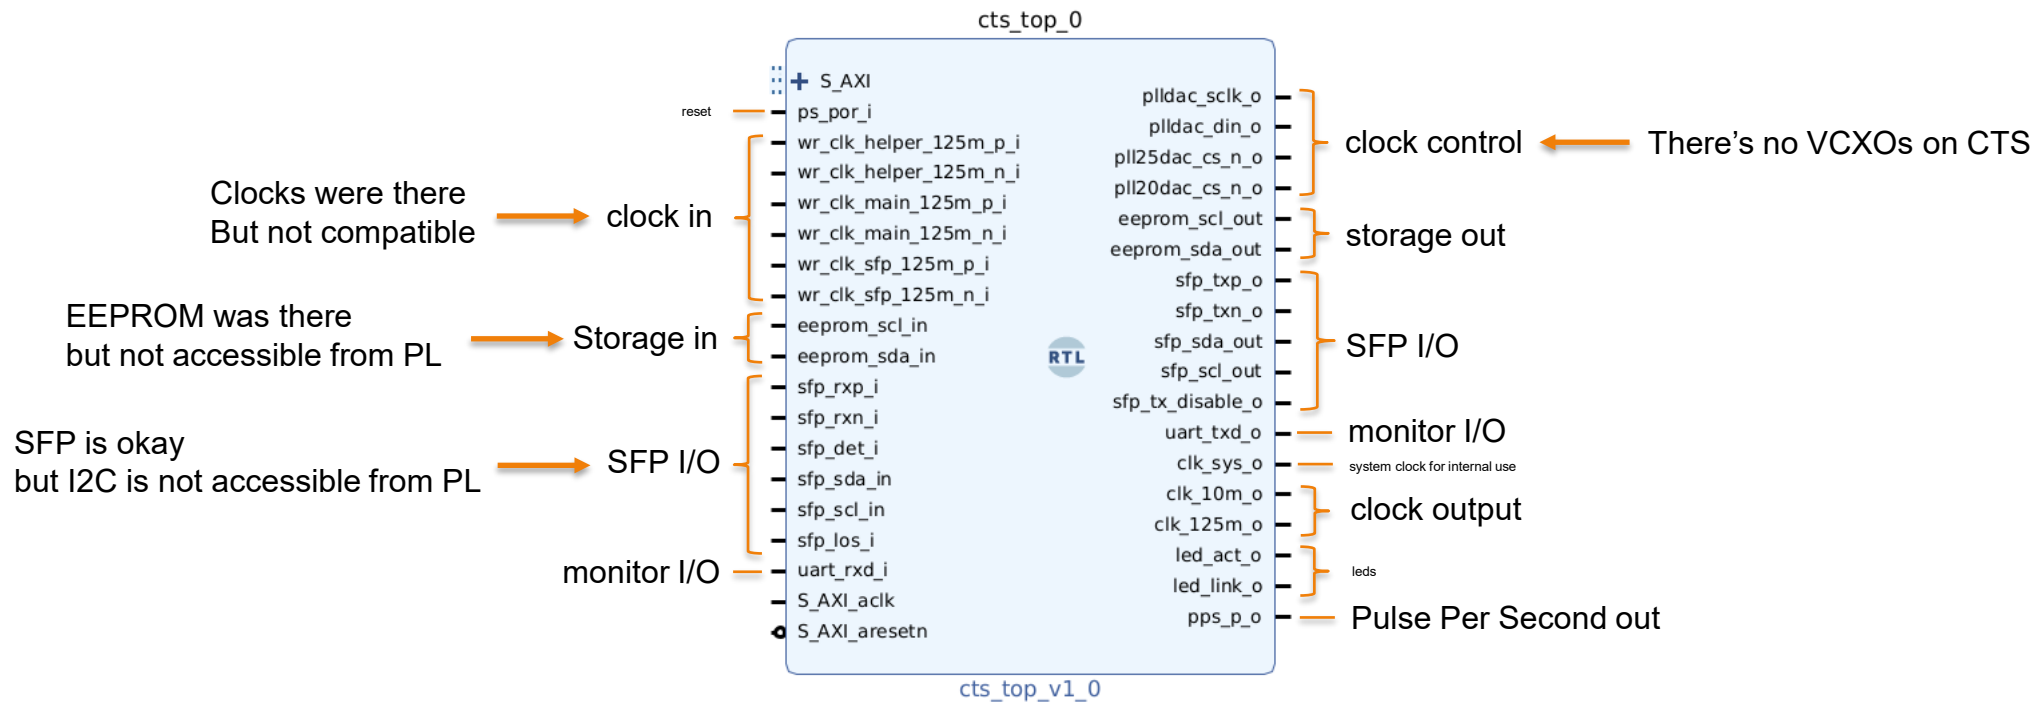 cts_top_0
S_AXI
ps_por_i
wr_clk_helper_125m_p_i
wr_clk_helper_125m_n_i
wr_clk_main_125m_p_i
wr_clk_main_125m_n_i
wr_clk_sfp_125m_p_i
wr_clk_sfp_125m_n_i
eeprom_scl_in
eeprom_sda_in
sfp_rxp_i
sfp_rxn_i
sfp_det_i
sfp_sda_in
sfp_scl_in
sfp_los_i
uart_rxd_i
S_AXI_aclk
S_AXI_aresetn
RTL
plldac_sclk_o
plldac_din_o
pll25dac_cs_n_o
pll20dac_cs_n_o
eeprom_scl_out
eeprom_sda_out
sfp_txp_o
sfp_txn_o
sfp_sda_out
sfp_scl_out
sfp_tx_disable_o
uart_txd_o
clk_sys_o
clk_10m_o
clk_125m_o
led_act_o
led_link_o
pps_p_o
cts_top_v1_0
reset
Clocks were there
But not compatible
clock in
EEPROM was there
but not accessible from PL
Storage in
SFP is okay
but I2C is not accessible from PL
SFP I/O
monitor I/O
clock control
There’s no VCXOs on CTS
storage out
SFP I/O
monitor I/O
system clock for internal use
clock output
leds
Pulse Per Second out